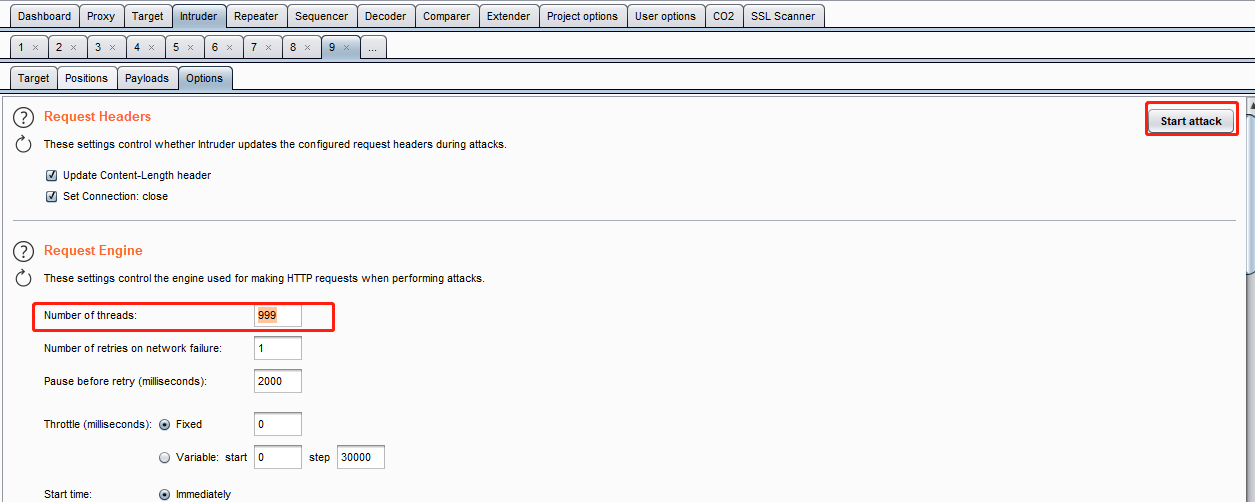 Dashboard Proxy Target Intruder Repeater Sequencer Decoder Comparer Extender Project options User options CO2 SSL Scanner
1 × 2 × 3 × 4 × 5 × 6 × 7 × 8 × 9 × ...
Target Positions Payloads Options
? Request Headers
Start attack
These settings control whether Intruder updates the configured request headers during attacks.
Update Content-Length header
Set Connection: close
? Request Engine
These settings control the engine used for making HTTP requests when performing attacks.
Number of threads: 999
Number of retries on network failure: 1
Pause before retry (milliseconds): 2000
Throttle (milliseconds): Fixed 0
Variable: start 0 step 30000
Start time: Immediately